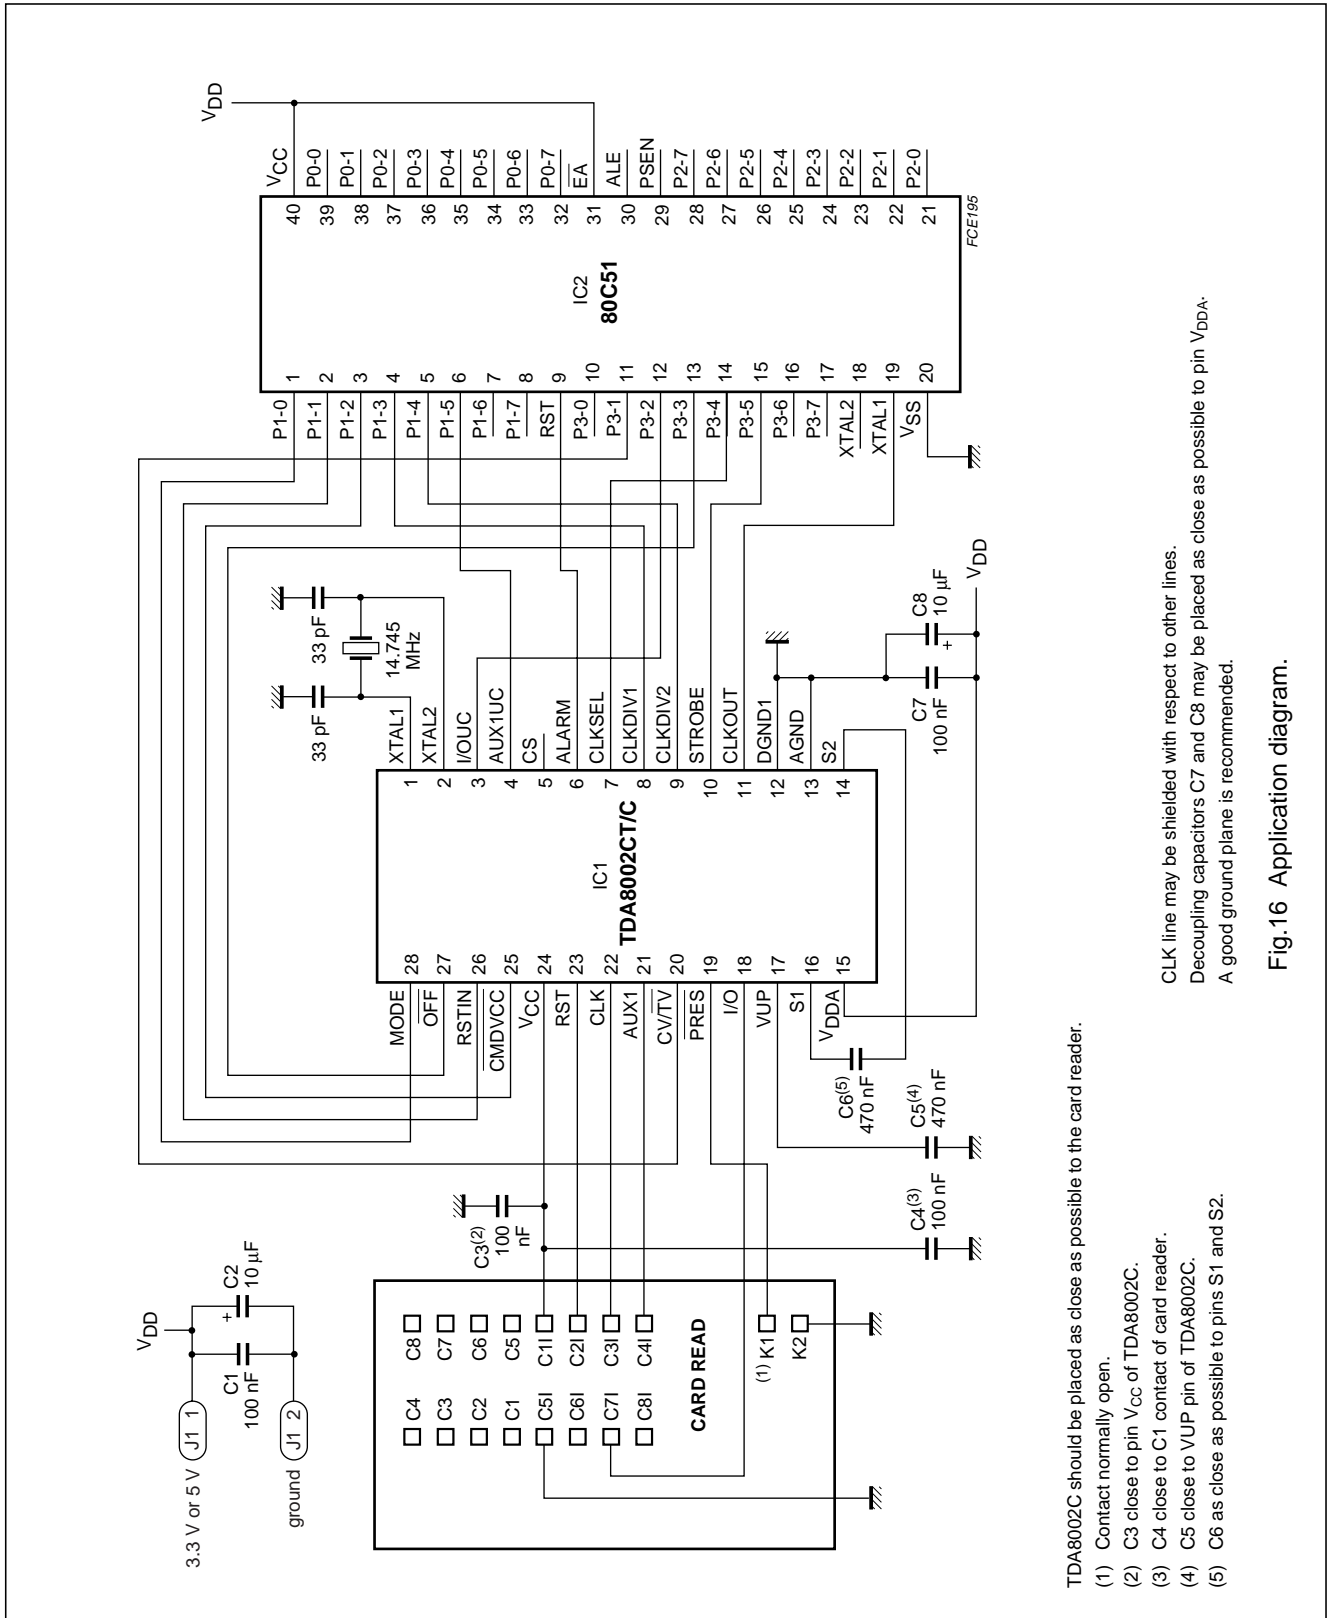 3.3 V or 5 V
J1 1
VDD
C1
100 nF
C2
10 µF
+
ground
J1 2
C4
C3
C2
C1
C5I
C6I
C7I
C8I
C8
C7
C6
C5
C1I
C2I
C3I
C4I
CARD READ
(1) K1
K2
C3(2)
100
nF
C4(3)
100 nF
C5(4)
470 nF
C6(5)
470 nF
MODE
OFF
RSTIN
CMDVCC
VCC
RST
CLK
AUX1
CV/TV
PRES
I/O
VUP
S1
VDDA
28
27
26
25
24
23
22
21
20
19
18
17
16
15
IC1
TDA8002CT/C
1
2
3
4
5
6
7
8
9
10
11
12
13
14
XTAL1
XTAL2
I/OUC
AUX1UC
CS
ALARM
CLKSEL
CLKDIV1
CLKDIV2
STROBE
CLKOUT
DGND1
AGND
S2
33 pF
33 pF
14.745
MHz
C7
100 nF
C8
10 µF
+
VDD
P1-0
P1-1
P1-2
P1-3
P1-4
P1-5
P1-6
P1-7
RST
P3-0
P3-1
P3-2
P3-3
P3-4
P3-5
P3-6
P3-7
XTAL2
XTAL1
VSS
1
2
3
4
5
6
7
8
9
10
11
12
13
14
15
16
17
18
19
20
IC2
80C51
40
39
38
37
36
35
34
33
32
31
30
29
28
27
26
25
24
23
22
21
VCC
P0-0
P0-1
P0-2
P0-3
P0-4
P0-5
P0-6
P0-7
EA
ALE
PSEN
P2-7
P2-6
P2-5
P2-4
P2-3
P2-2
P2-1
P2-0
VDD
FCE195
TDA8002C should be placed as close as possible to the card reader.
(1) Contact normally open.
(2) C3 close to pin VCC of TDA8002C.
(3) C4 close to C1 contact of card reader.
(4) C5 close to VUP pin of TDA8002C.
(5) C6 as close as possible to pins S1 and S2.
CLK line may be shielded with respect to other lines.
Decoupling capacitors C7 and C8 may be placed as close as possible to pin VDDA.
A good ground plane is recommended.
Fig.16 Application diagram.